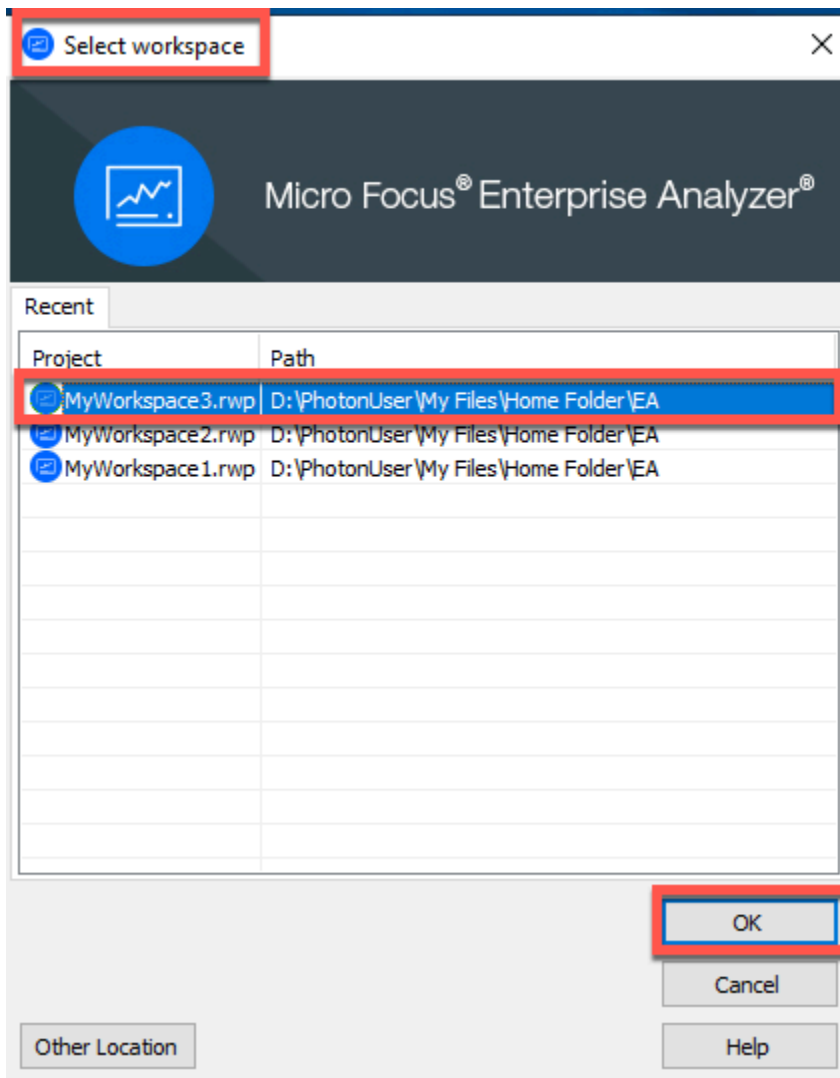 Select workspace
Micro Focus® Enterprise Analyzer®
Recent
Project Path
MyWorkspace3.rwp D:\PhotonUser\My Files\Home Folder\EA
MyWorkspace2.rwp D:\PhotonUser\My Files\Home Folder\EA
MyWorkspace1.rwp D:\PhotonUser\My Files\Home Folder\EA
OK
Cancel
Other Location Help